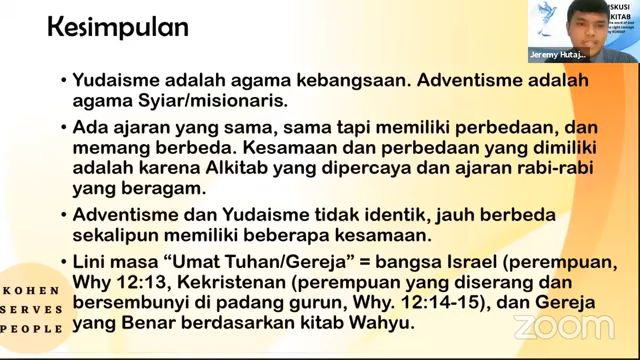 Kesimpulan
• Yudaisme adalah agama kebangsaan. Adventisme adalah
agama Syiar/misionaris.
• Ada ajaran yang sama, sama tapi memiliki perbedaan, dan
memang berbeda. Kesamaan dan perbedaan yang dimiliki
adalah karena Alkitab yang dipercaya dan ajaran rabi-rabi
yang beragam.
• Adventisme dan Yudaisme tidak identik, jauh berbeda
sekalipun memiliki beberapa kesamaan.
• Lini masa “Umat Tuhan/Gereja” = bangsa Israel (perempuan,
Why 12:13, Kekristenan (perempuan yang diserang dan
bersembunyi di padang gurun, Why. 12:14-15), dan Gereja
yang Benar berdasarkan kitab Wahyu.
KOHEN
SERVES
PEOPLE
Jeremy Hutaj...
zoom